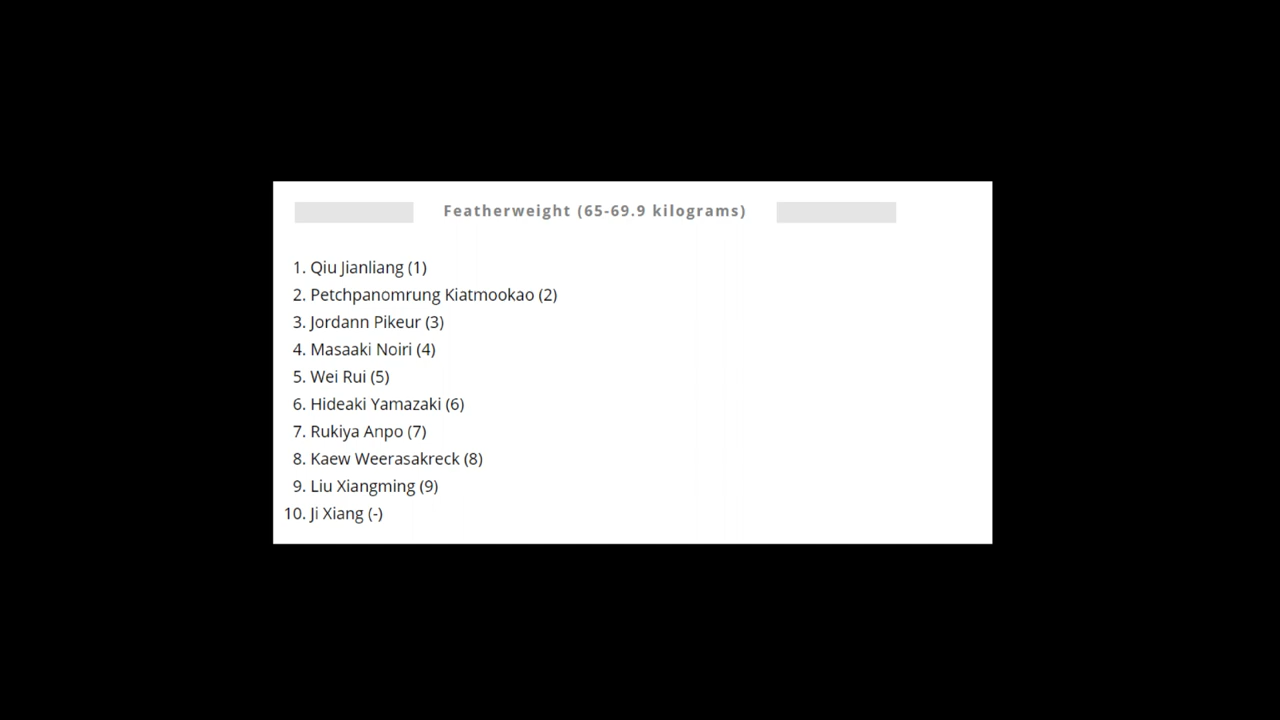 Featherweight (65-69.9 kilograms)
1. Qiu Jianliang (1)
2. Petchpanomrung Kiatmookao (2)
3. Jordann Pikeur (3)
4. Masaaki Noiri (4)
5. Wei Rui (5)
6. Hideaki Yamazaki (6)
7. Rukiya Anpo (7)
8. Kaew Weerasakreck (8)
9. Liu Xiangming (9)
10. Ji Xiang (-)